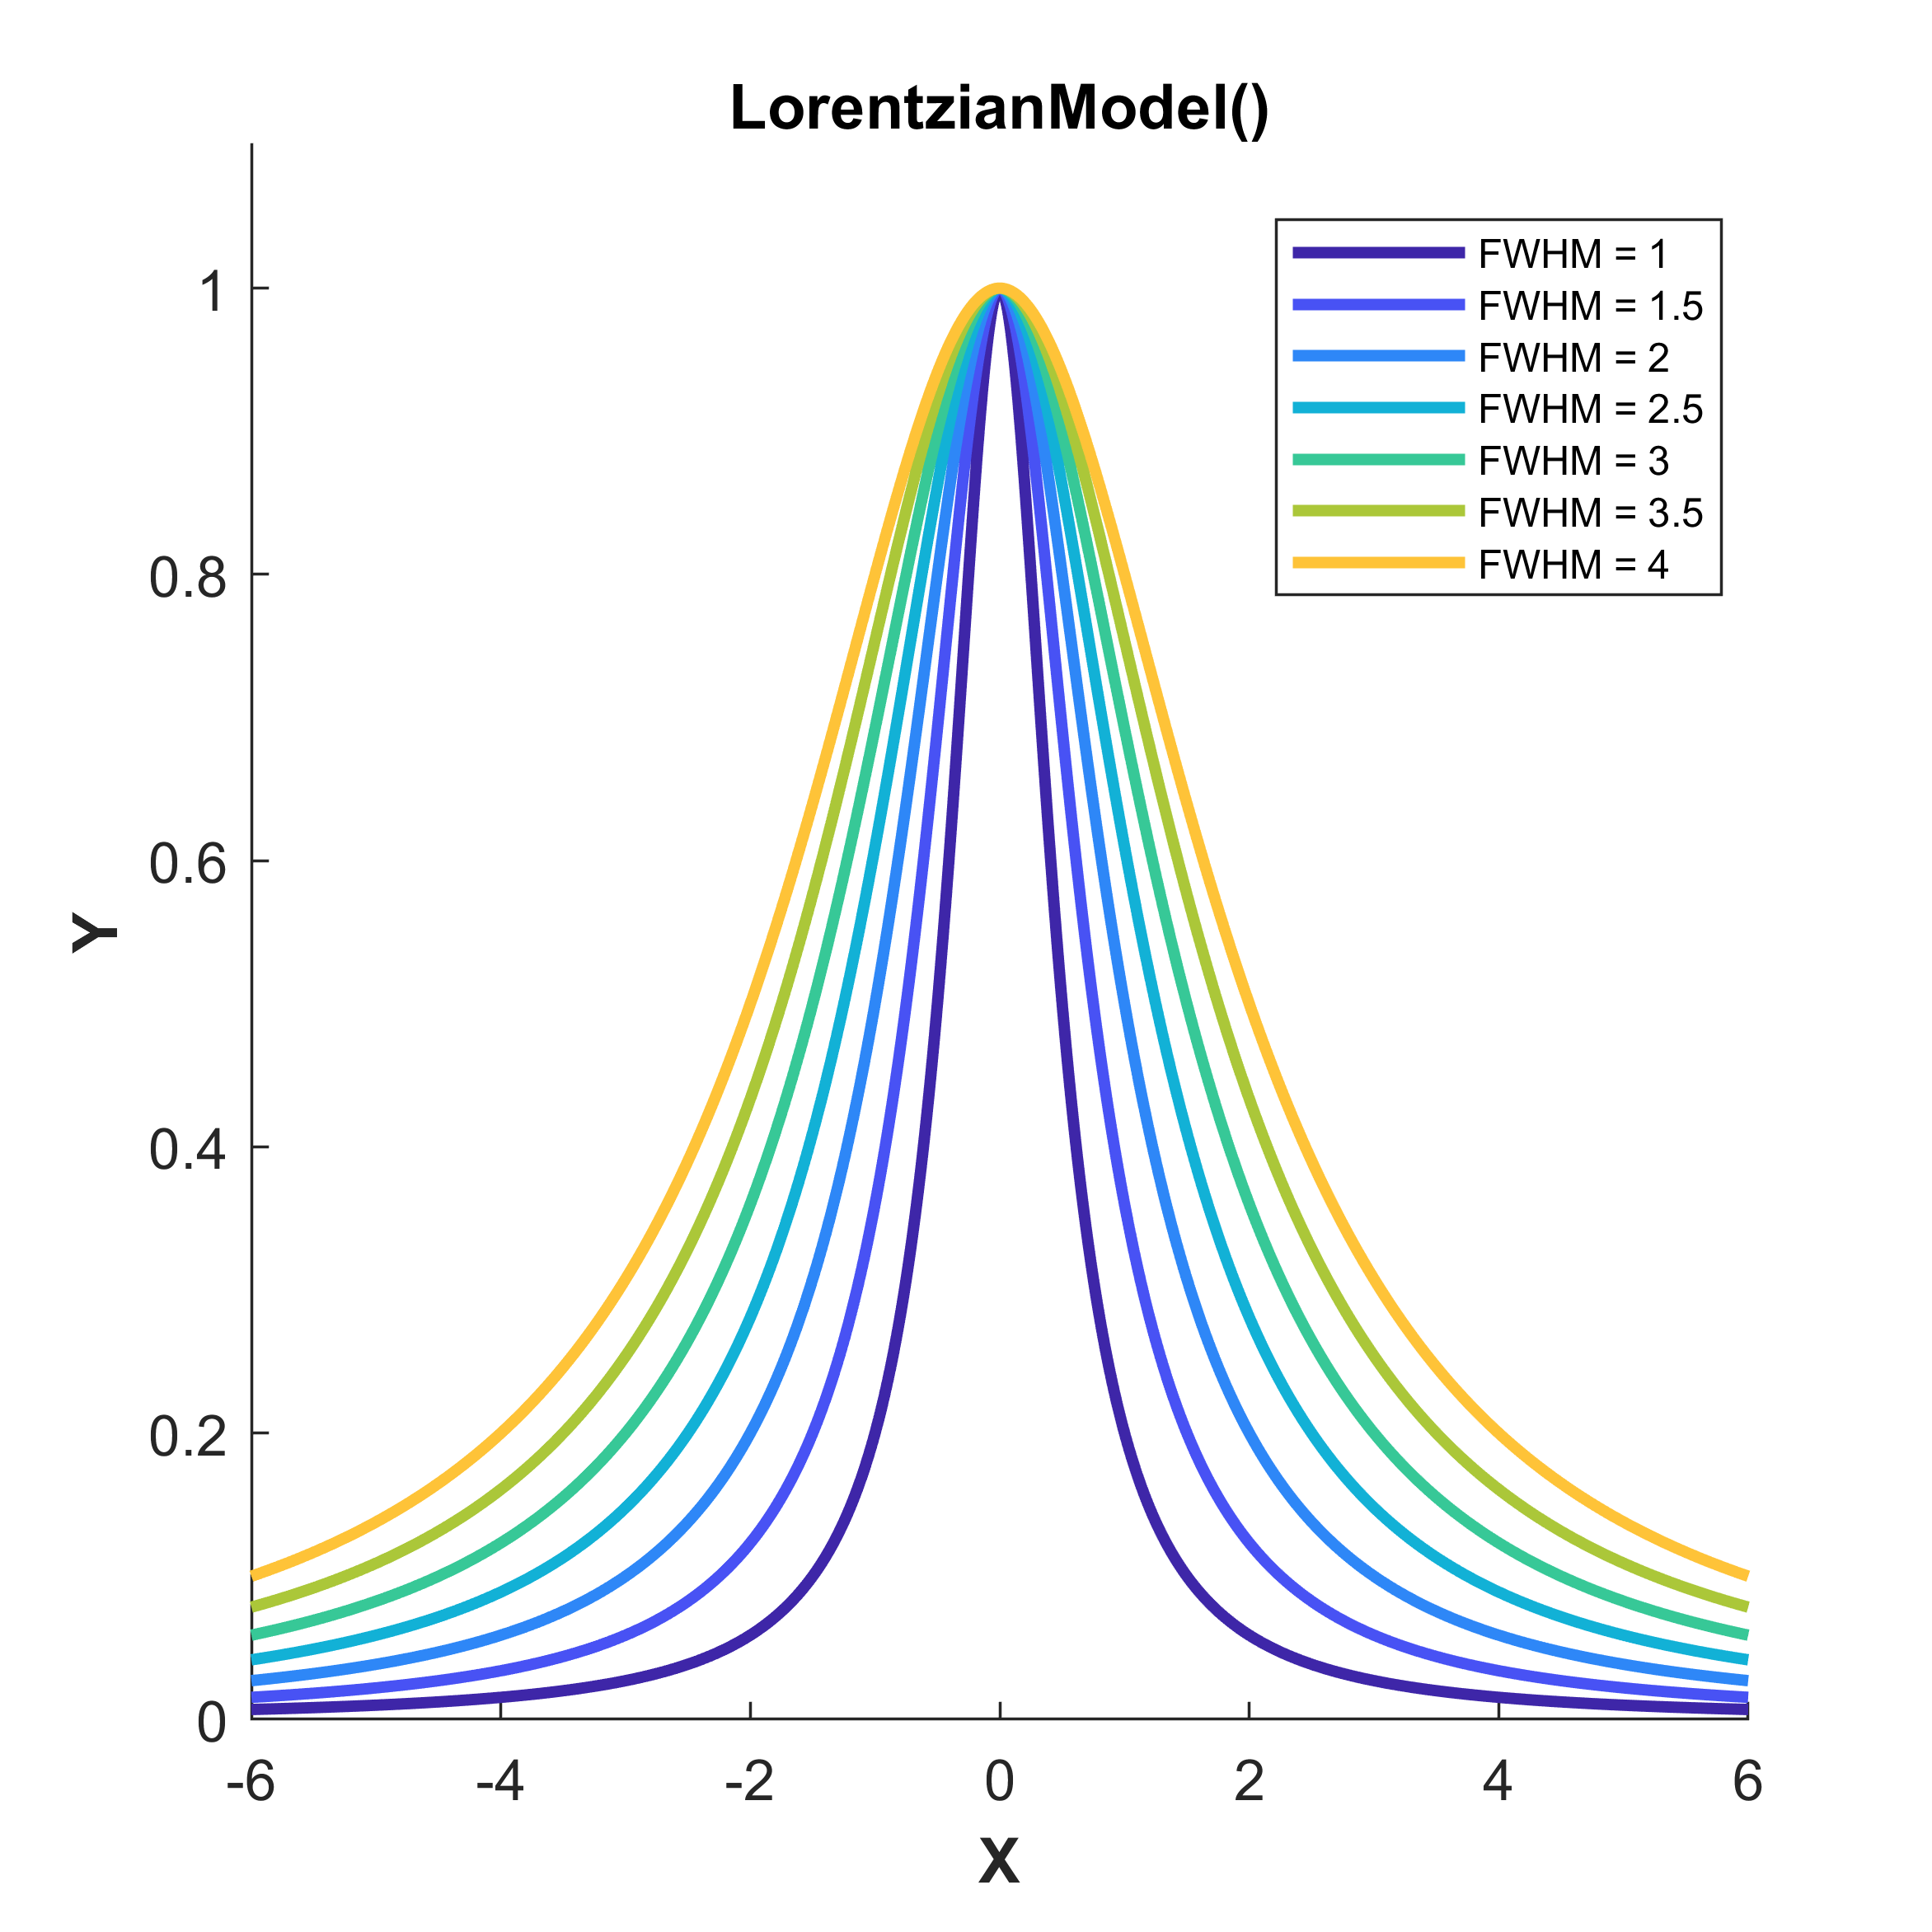 LorentzianModel()
FWHM = 1
FWHM = 1.5
FWHM = 2
FWHM = 2.5
FWHM = 3
FWHM = 3.5
FWHM = 4
1
0.8
0.6
0.4
0.2
0
Y
-6 -4 -2 0 2 4 6
X